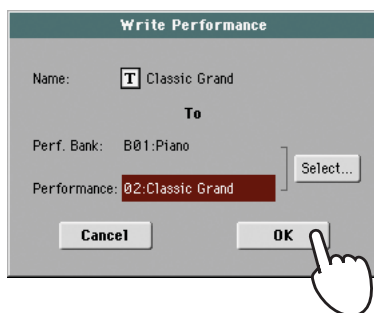 Write Performance
Name: T Classic Grand
To
Perf. Bank: B01:Piano
Select...
Performance: 02:Classic Grand
Cancel OK